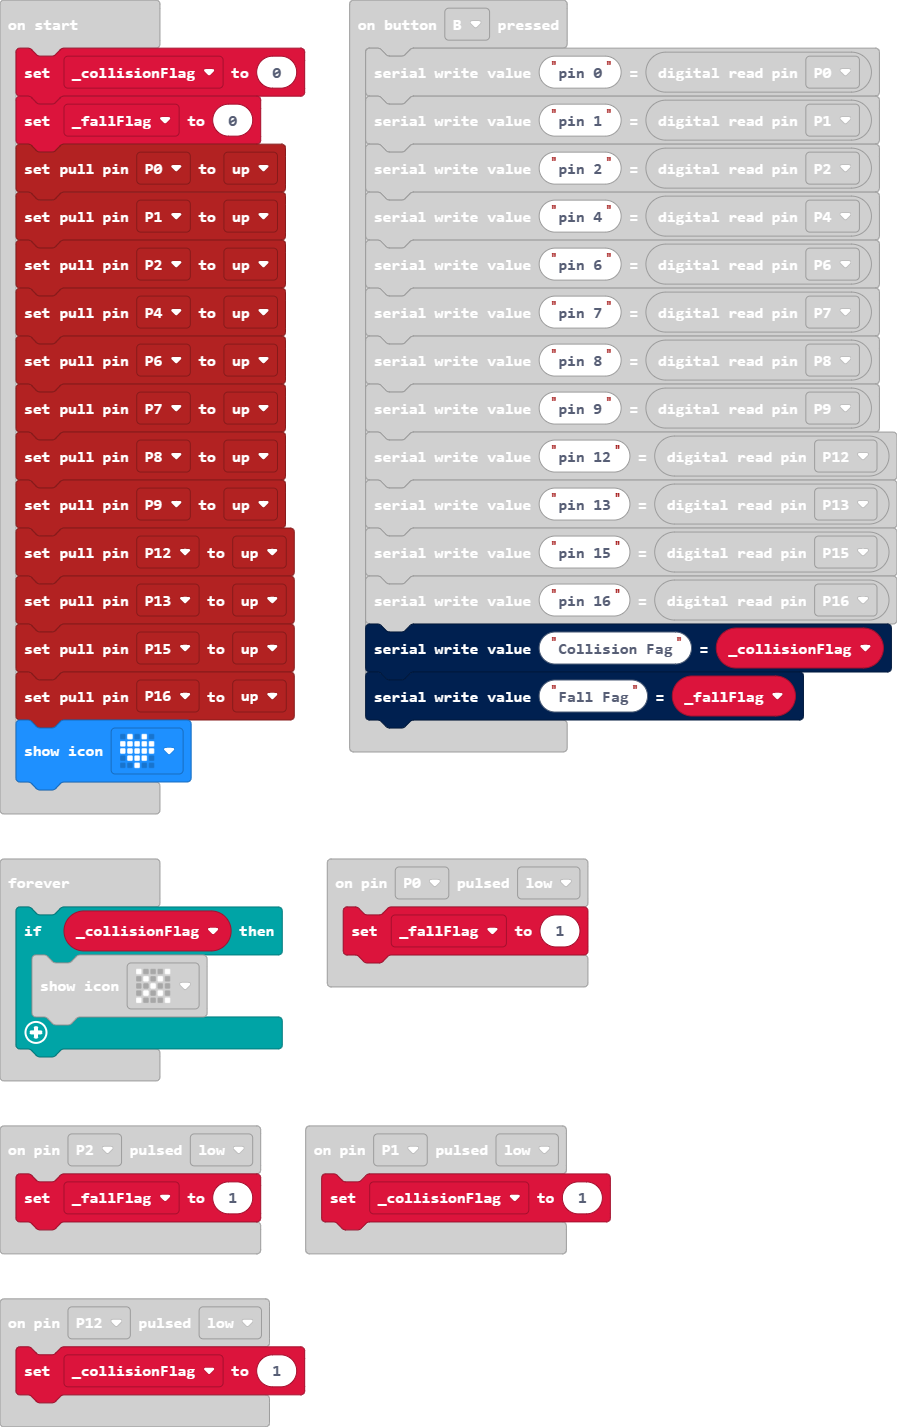 on start
set _collisionFlag to 0
set _fallFlag to 0
set pull pin P0 to up
set pull pin P1 to up
set pull pin P2 to up
set pull pin P4 to up
set pull pin P6 to up
set pull pin P7 to up
set pull pin P8 to up
set pull pin P9 to up
set pull pin P12 to up
set pull pin P13 to up
set pull pin P15 to up
set pull pin P16 to up
show icon
on button B pressed
serial write value "pin 0" = digital read pin P0
serial write value "pin 1" = digital read pin P1
serial write value "pin 2" = digital read pin P2
serial write value "pin 4" = digital read pin P4
serial write value "pin 6" = digital read pin P6
serial write value "pin 7" = digital read pin P7
serial write value "pin 8" = digital read pin P8
serial write value "pin 9" = digital read pin P9
serial write value "pin 12" = digital read pin P12
serial write value "pin 13" = digital read pin P13
serial write value "pin 15" = digital read pin P15
serial write value "pin 16" = digital read pin P16
serial write value "Collision Fag" = _collisionFlag
serial write value "Fall Fag" = _fallFlag
forever
if _collisionFlag then
show icon
on pin P0 pulsed low
set _fallFlag to 1
on pin P2 pulsed low
set _fallFlag to 1
on pin P1 pulsed low
set _collisionFlag to 1
on pin P12 pulsed low
set _collisionFlag to 1